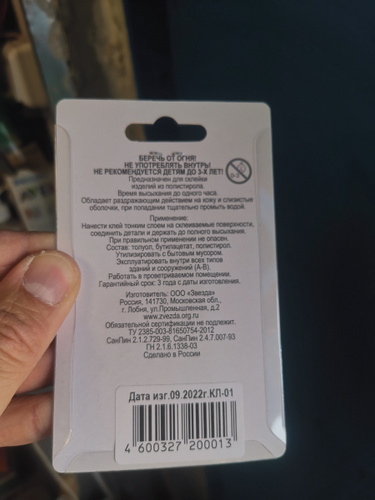 БЕРЕЧЬ ОТ ОГНЯ!
НЕ УПОТРЕБЛЯТЬ ВНУТРЬ!
НЕ РЕКОМЕНДУЕТСЯ ДЕТЯМ ДО 3-Х ЛЕТ!
Предназначен для склейки
изделий из полистирола.
Время высыхания до одного часа.
Обладает раздражающим действием на кожу и слизистые
оболочки, при попадании тщательно промыть водой.
Применение:
Нанести клей тонким слоем на склеиваемые поверхности,
соединить детали и держать до полного высыхания.
При правильном применении не опасен.
Состав: толуол, бутилацетат, полистирол.
Утилизировать с бытовым мусором.
Эксплуатировать внутри всех типов
зданий и сооружений (А-В).
Работать в проветриваемом помещении.
Гарантийный срок: 3 года с даты изготовления.
Изготовитель: ООО «Звезда»
Россия, 141730, Московская обл.,
г. Лобня, ул.Промышленная, д.2
www.zvezda.org.ru
Обязательной сертификации не подлежит.
ТУ 2385-003-81650754-2012
СанПин 2.1.2.729-99, СанПин 2.4.7.007-93
ГН 2.1.6.1338-03
Сделано в России
Дата изг.09.2022г.КЛ-01
4 600327 200013